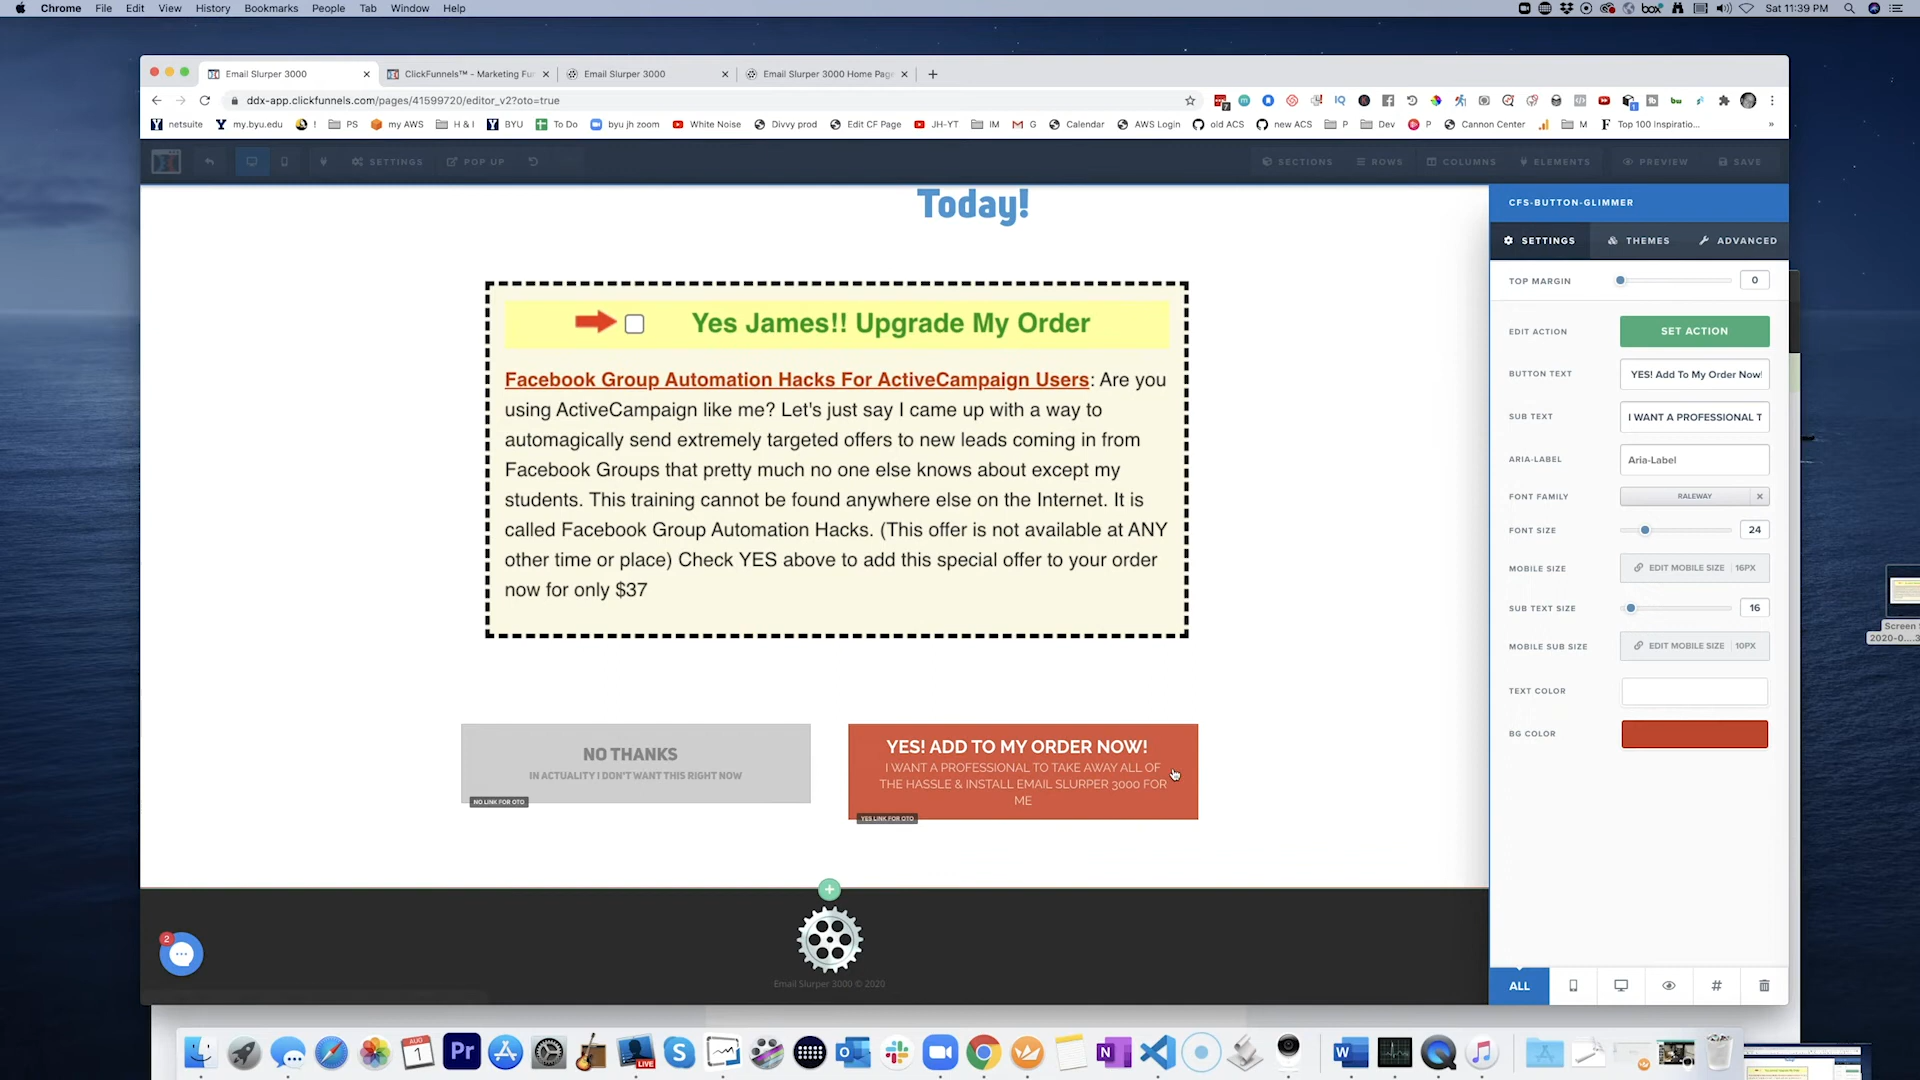 Chrome File Edit View History Bookmarks People Tab Window Help
box
Sat 11:39 PM
Email Slurper 3000
ClickFunnels™ - Marketing Fu
Email Slurper 3000
Email Slurper 3000 Home Page
ddx-app.clickfunnels.com/pages/41599720/editor_v2?oto=true
netsuite my.byu.edu ! PS my AWS H & I BYU To Do byu jh zoom White Noise Divvy prod Edit CF Page JH-YT IM G Calendar AWS Login old ACS new ACS P Dev P Cannon Center M Top 100 Inspiratio... »
SETTINGS POP UP SECTIONS ROWS COLUMNS ELEMENTS PREVIEW SAVE
Today!
Yes James!! Upgrade My Order
Facebook Group Automation Hacks For ActiveCampaign Users: Are you
using ActiveCampaign like me? Let's just say I came up with a way to
automagically send extremely targeted offers to new leads coming in from
Facebook Groups that pretty much no one else knows about except my
students. This training cannot be found anywhere else on the Internet. It is
called Facebook Group Automation Hacks. (This offer is not available at ANY
other time or place) Check YES above to add this special offer to your order
now for only $37
NO THANKS
IN ACTUALITY I DON'T WANT THIS RIGHT NOW
NO LINK FOR OTO
YES! ADD TO MY ORDER NOW!
I WANT A PROFESSIONAL TO TAKE AWAY ALL OF
THE HASSLE & INSTALL EMAIL SLURPER 3000 FOR
ME
YES LINK FOR OTO
Email Slurper 3000 © 2020
2
CFS-BUTTON-GLIMMER
SETTINGS THEMES ADVANCED
TOP MARGIN 0
EDIT ACTION SET ACTION
BUTTON TEXT YES! Add To My Order Now!
SUB TEXT I WANT A PROFESSIONAL T
ARIA-LABEL Aria-Label
FONT FAMILY RALEWAY ×
FONT SIZE 24
MOBILE SIZE EDIT MOBILE SIZE 16PX
SUB TEXT SIZE 16
MOBILE SUB SIZE EDIT MOBILE SIZE 10PX
TEXT COLOR
BG COLOR
ALL #
Screen
2020-0....3
AUG
1
Pr
LIVE